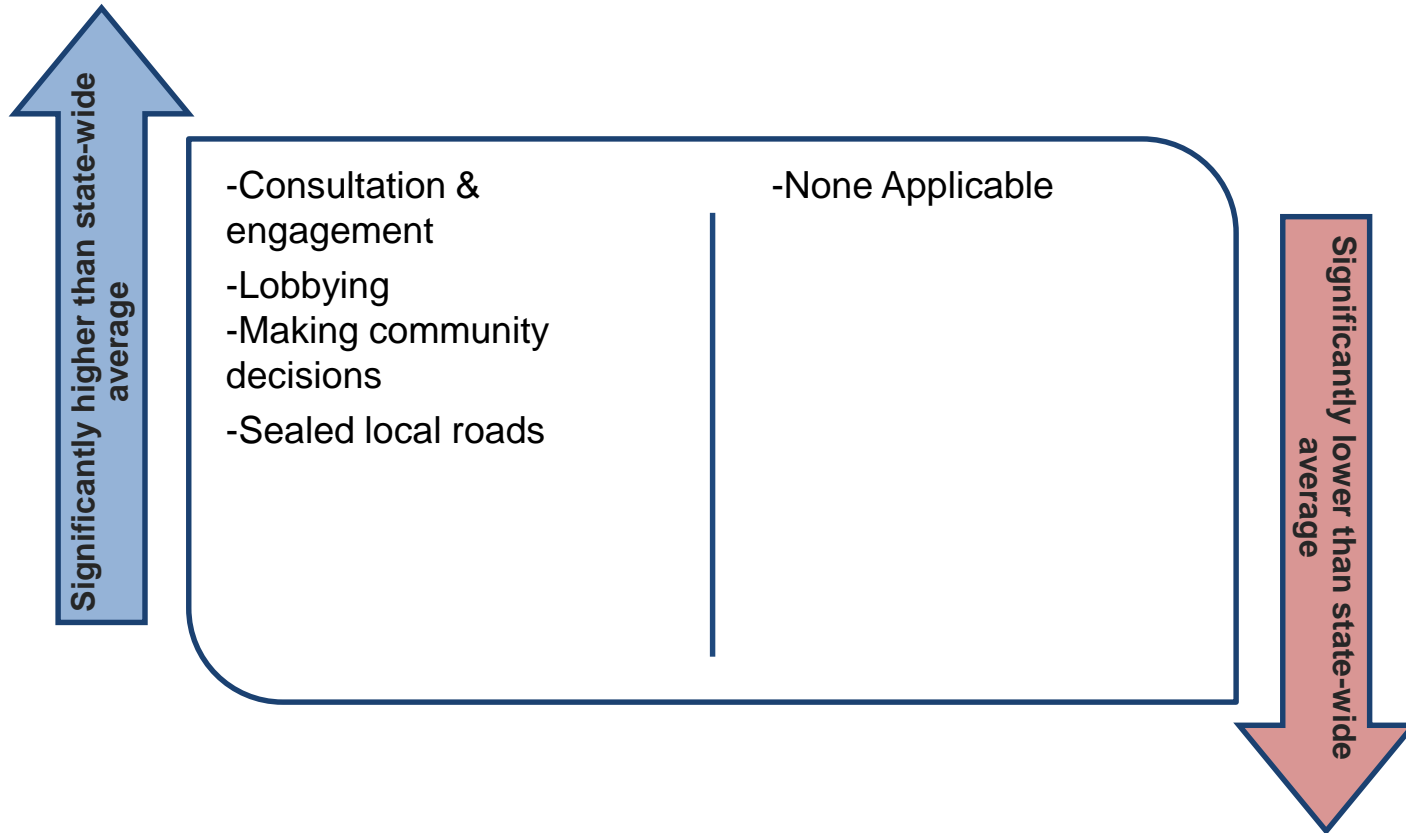 Significantly higher than state-wide
average
-Consultation &
engagement
-Lobbying
-Making community
decisions
-Sealed local roads
-None Applicable
Significantly lower than state-wide
average